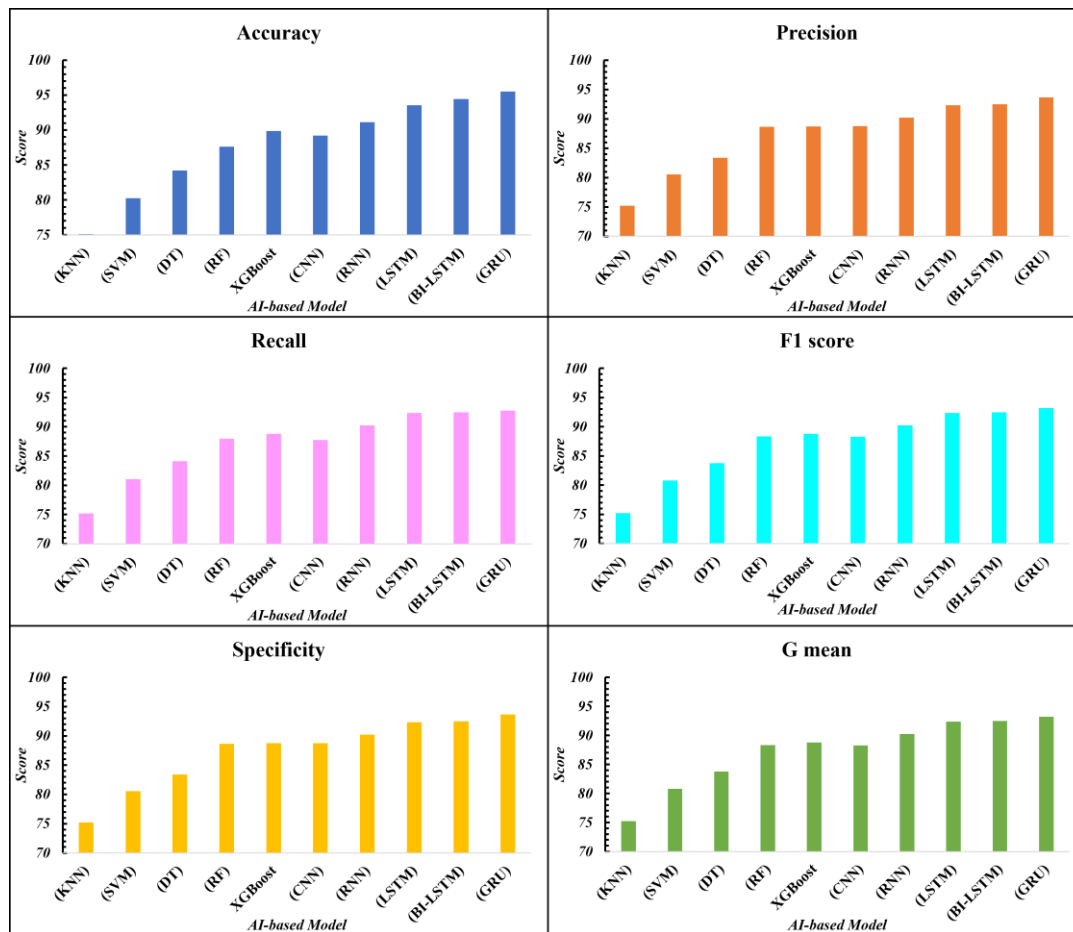 Accuracy
100
95
90
85
80
75
Score
(KNN)
(SVM)
(DT)
(RF)
XGBoost
(CNN)
(RNN)
(LSTM)
(BI-LSTM)
(GRU)
AI-based Model
Precision
100
95
90
85
80
75
70
Score
(KNN)
(SVM)
(DT)
(RF)
XGBoost
(CNN)
(RNN)
(LSTM)
(BI-LSTM)
(GRU)
AI-based Model
Recall
100
95
90
85
80
75
70
Score
(KNN)
(SVM)
(DT)
(RF)
XGBoost
(CNN)
(RNN)
(LSTM)
(BI-LSTM)
(GRU)
AI-based Model
F1 score
100
95
90
85
80
75
70
Score
(KNN)
(SVM)
(DT)
(RF)
XGBoost
(CNN)
(RNN)
(LSTM)
(BI-LSTM)
(GRU)
AI-based Model
Specificity
100
95
90
85
80
75
70
Score
(KNN)
(SVM)
(DT)
(RF)
XGBoost
(CNN)
(RNN)
(LSTM)
(BI-LSTM)
(GRU)
AI-based Model
G mean
100
95
90
85
80
75
70
Score
(KNN)
(SVM)
(DT)
(RF)
XGBoost
(CNN)
(RNN)
(LSTM)
(BI-LSTM)
(GRU)
AI-based Model